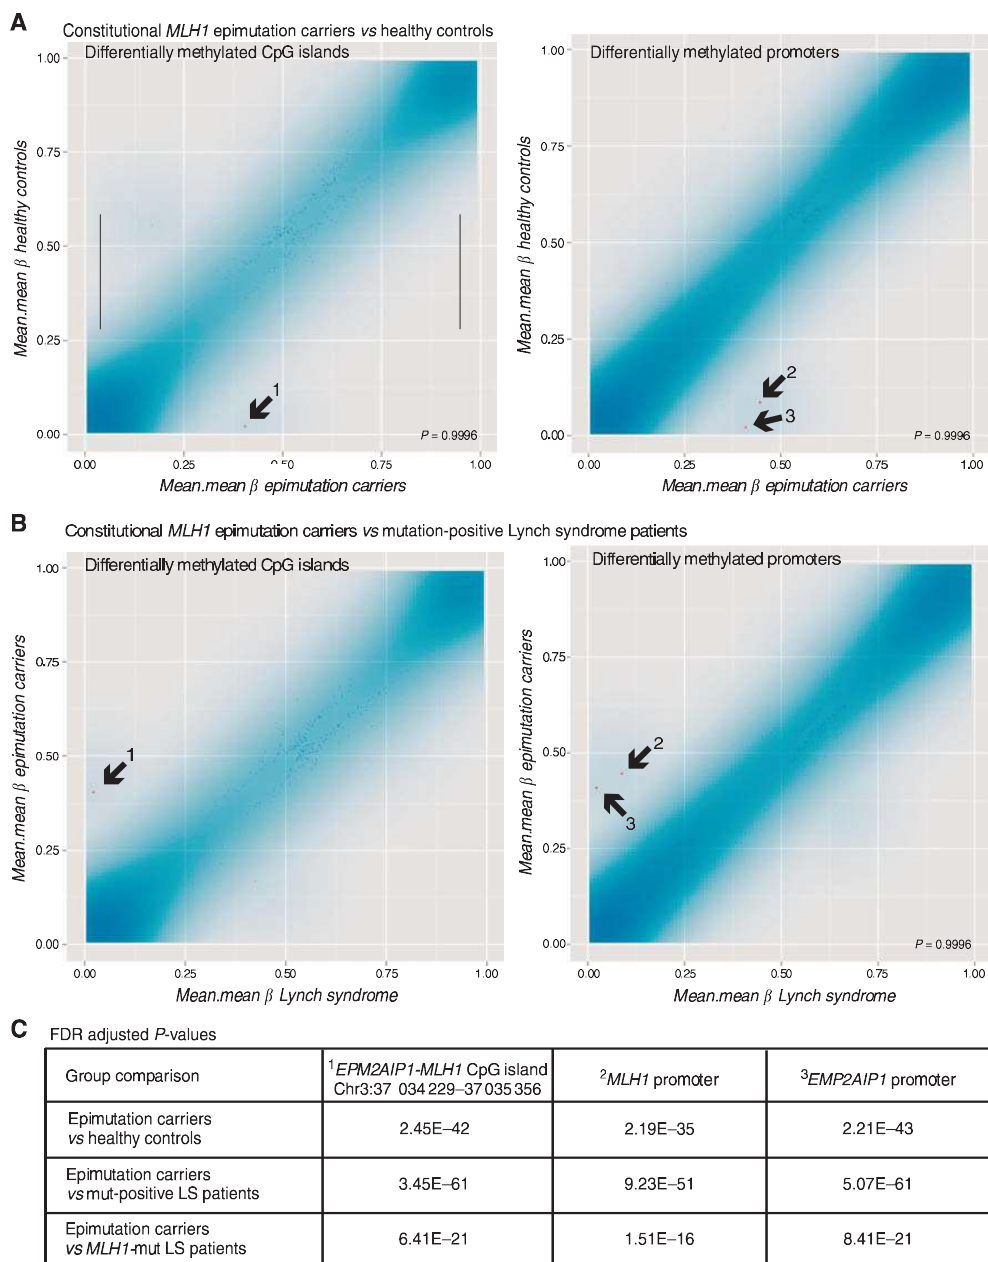 A
Constitutional MLH1 epimutation carriers vs healthy controls
Differentially methylated CpG islands
1.00
0.75
0.50
0.25
0.00
Mean.mean β healthy controls
1
P = 0.9996
0.00 0.25 0.75 1.00
Mean.mean β epimutation carriers
Differentially methylated promoters
1.00
0.75
0.50
0.25
0.00
Mean.mean β healthy controls
2
3
P = 0.9996
0.00 0.25 0.50 0.75 1.00
Mean.mean β epimutation carriers
B
Constitutional MLH1 epimutation carriers vs mutation-positive Lynch syndrome patients
Differentially methylated CpG islands
1.00
0.75
0.50
0.25
0.00
Mean.mean β epimutation carriers
1
0.00 0.25 0.50 0.75 1.00
Mean.mean β Lynch syndrome
Differentially methylated promoters
1.00
0.75
0.50
0.25
0.00
Mean.mean β epimutation carriers
2
3
P = 0.9996
0.00 0.25 0.50 0.75 1.00
Mean.mean β Lynch syndrome
C
FDR adjusted P-values
Group comparison
1EPM2AIP1-MLH1 CpG island
Chr3:37 034 229–37 035 356
2MLH1 promoter
3EMP2AIP1 promoter
Epimutation carriers
vs healthy controls
2.45E–42
2.19E–35
2.21E–43
Epimutation carriers
vs mut-positive LS patients
3.45E–61
9.23E–51
5.07E–61
Epimutation carriers
vs MLH1-mut LS patients
6.41E–21
1.51E–16
8.41E–21